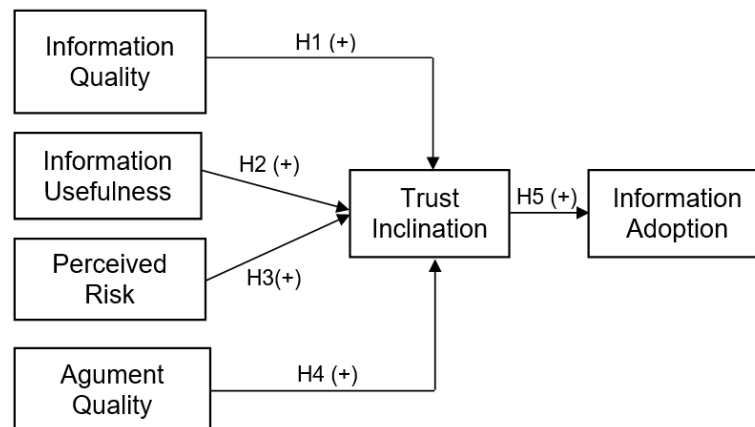 Information
Quality
H1 (+)
Information
Usefulness
H2 (+)
Trust
Inclination
H5 (+)
Information
Adoption
Perceived
Risk
H3(+)
Agument
Quality
H4 (+)